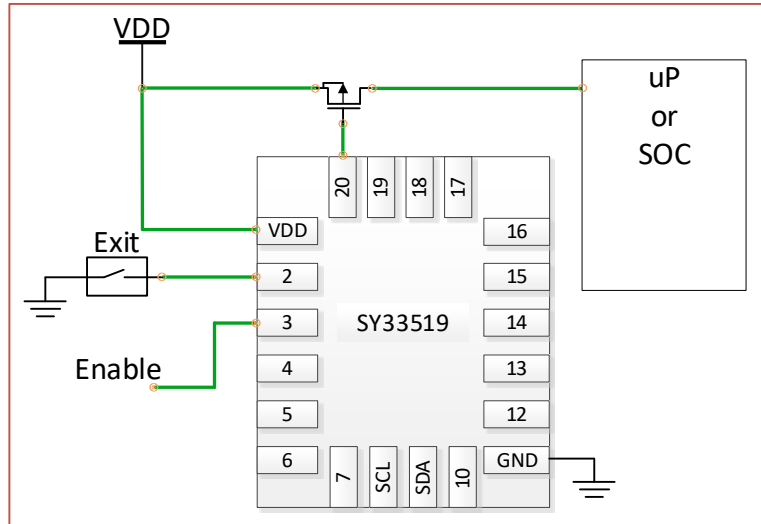 VDD
uP
or
SOC
20
19
18
17
VDD
16
Exit
2
15
3
SY33519
14
Enable
4
13
5
12
6
7
SCL
SDA
10
GND